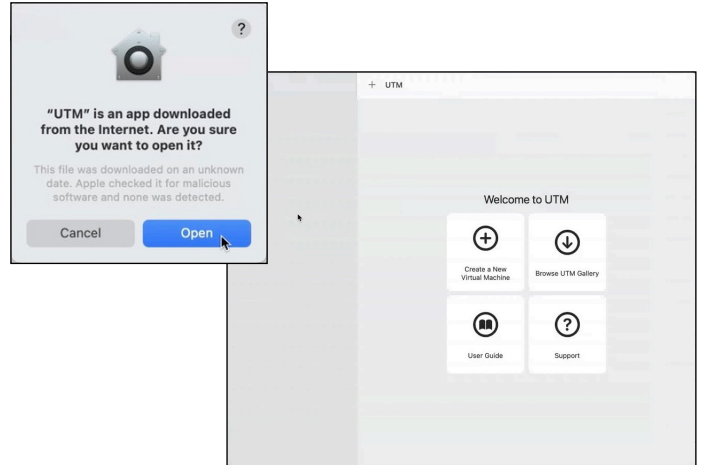 ?
“UTM” is an app downloaded
from the Internet. Are you sure
you want to open it?
This file was downloaded on an unknown
date. Apple checked it for malicious
software and none was detected.
Cancel
Open
+ UTM
Welcome to UTM
Create a New
Virtual Machine
Browse UTM Gallery
User Guide
?
Support